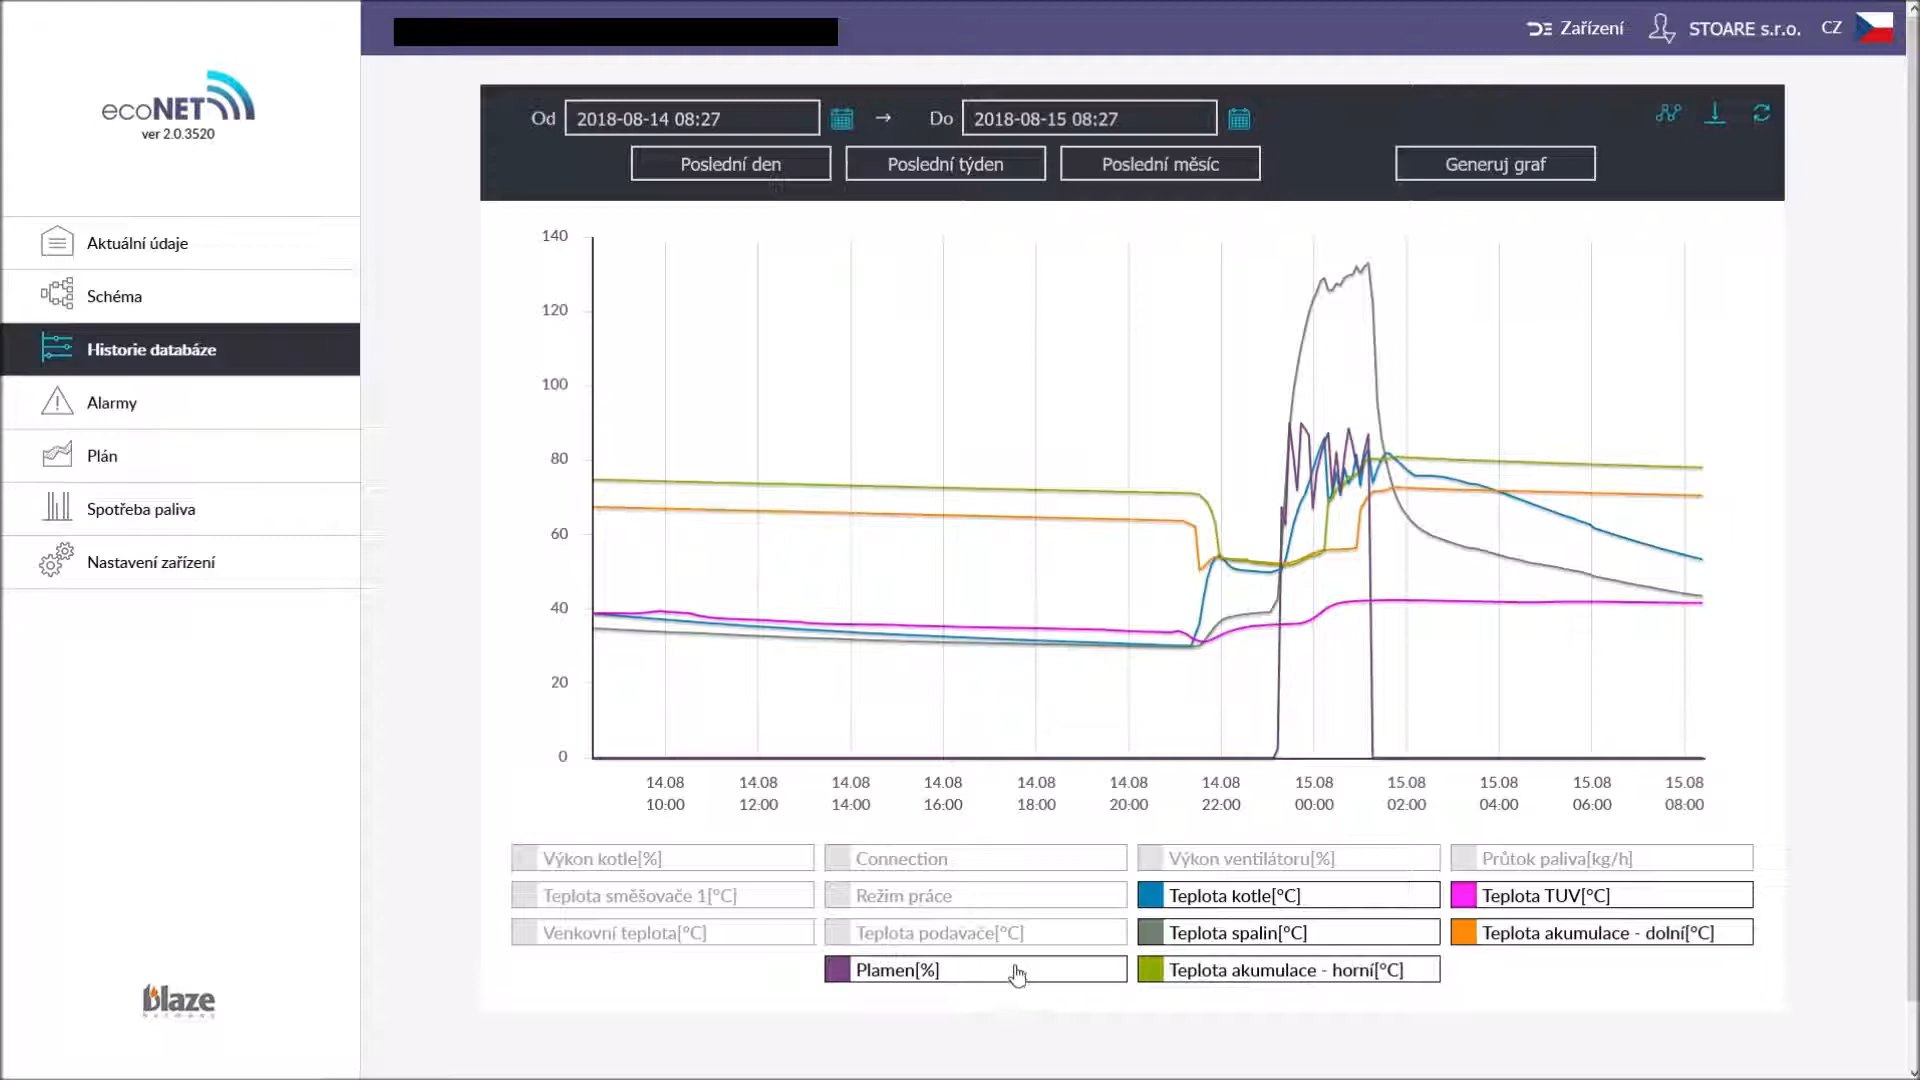 Zařízení
STOARE s.r.o.
CZ
ecoNET
ver 2.0.3520
Od
2018-08-14 08:27
→
Do
2018-08-15 08:27
Poslední den
Poslední týden
Poslední měsíc
Generuj graf
Aktuální údaje
Schéma
Historie databáze
Alarmy
Plán
Spotřeba paliva
Nastavení zařízení
blaze
140
120
100
80
60
40
20
0
14.08 14.08 14.08 14.08 14.08 14.08 14.08 15.08 15.08 15.08 15.08 15.08
10:00 12:00 14:00 16:00 18:00 20:00 22:00 00:00 02:00 04:00 06:00 08:00
Výkon kotle[%]
Connection
Výkon ventilátoru[%]
Průtok paliva[kg/h]
Teplota směšovače 1[°C]
Režim práce
Teplota kotle[°C]
Teplota TUV[°C]
Venkovní teplota[°C]
Teplota podavače[°C]
Teplota spalin[°C]
Teplota akumulace - dolní[°C]
Plamen[%]
Teplota akumulace - horní[°C]